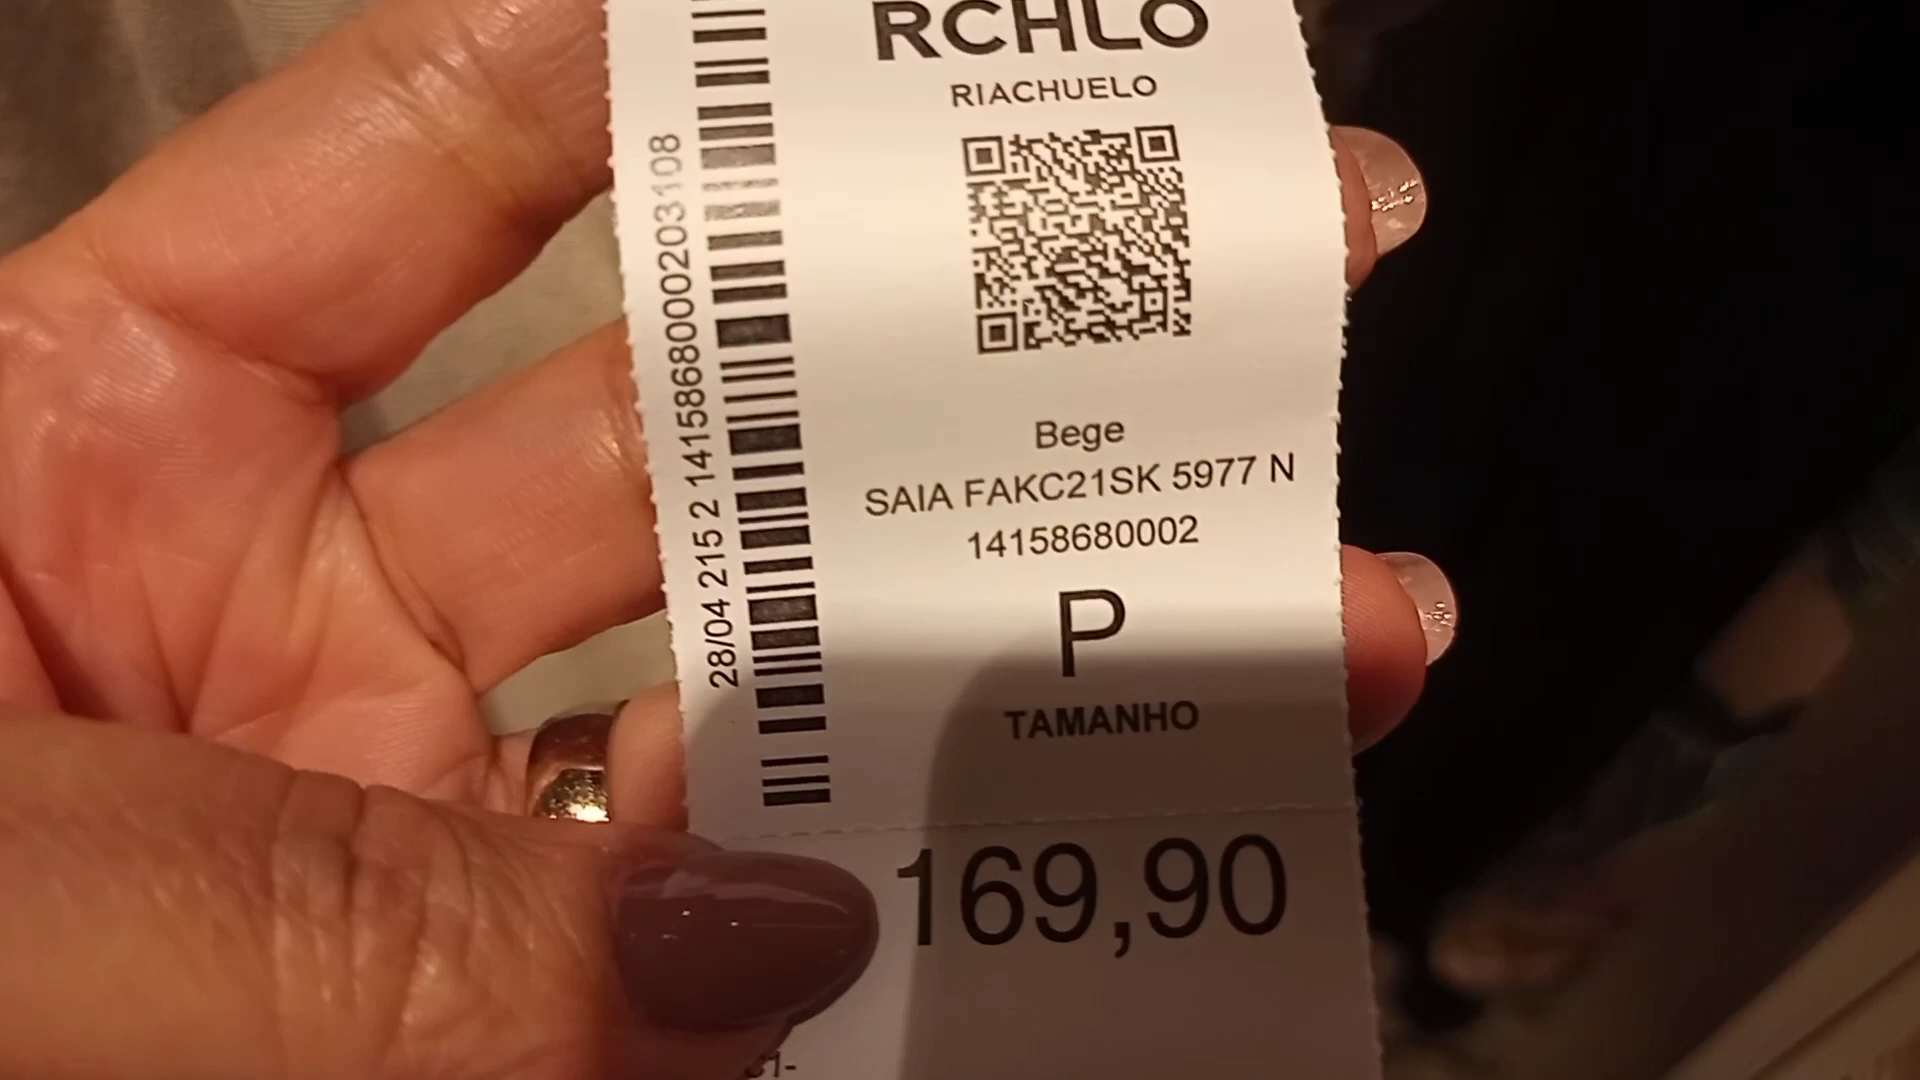 RCHLO
RIACHUELO
Bege
SAIA FAKC21SK 5977 N
14158680002
P
TAMANHO
169,90
28/04 215 2 14158680002203108